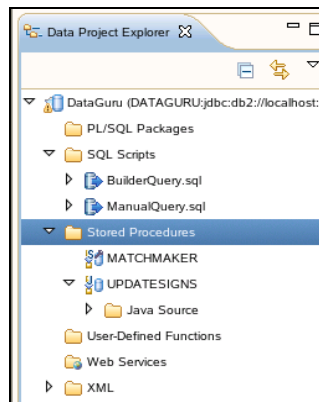 Data Project Explorer
DataGuru (DATAGURU:jdbc:db2://localhost:
PL/SQL Packages
SQL Scripts
BuilderQuery.sql
ManualQuery.sql
Stored Procedures
MATCHMAKER
UPDATESIGNS
Java Source
User-Defined Functions
Web Services
XML